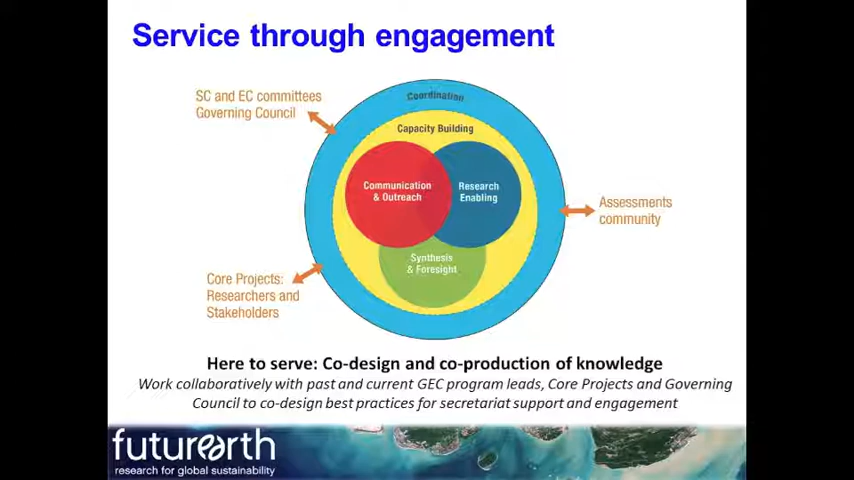 Service through engagement
SC and EC committees
Governing Council
Coordination
Capacity Building
Communication
& Outreach
Research
Enabling
Assessments
community
Synthesis
& Foresight
Core Projects:
Researchers and
Stakeholders
Here to serve: Co-design and co-production of knowledge
Work collaboratively with past and current GEC program leads, Core Projects and Governing
Council to co-design best practices for secretariat support and engagement
futurearth
research for global sustainability